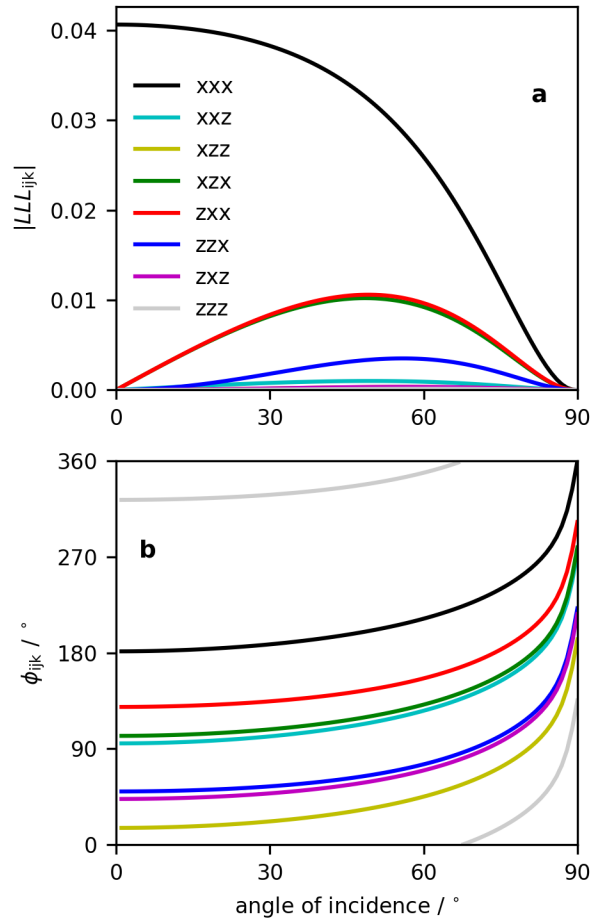 0.04
0.03
0.02
0.01
0.00
|LLL_ijk|
xxx
xxz
xzz
xzx
zxx
zzx
zxz
zzz
a
0 30 60 90
360
270
180
90
0
ϕ_ijk / °
b
0 30 60 90
angle of incidence / °